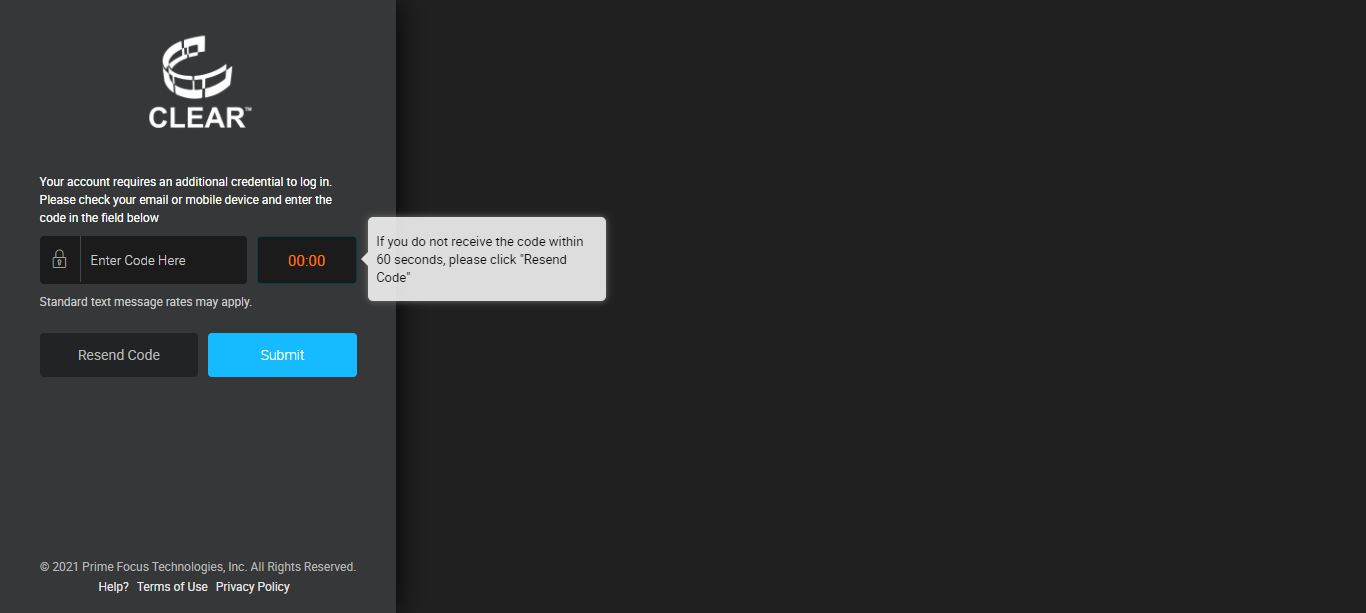 CLEAR™
Your account requires an additional credential to log in.
Please check your email or mobile device and enter the
code in the field below
Enter Code Here
00:00
If you do not receive the code within
60 seconds, please click "Resend
Code"
Standard text message rates may apply.
Resend Code
Submit
© 2021 Prime Focus Technologies, Inc. All Rights Reserved.
Help? Terms of Use Privacy Policy